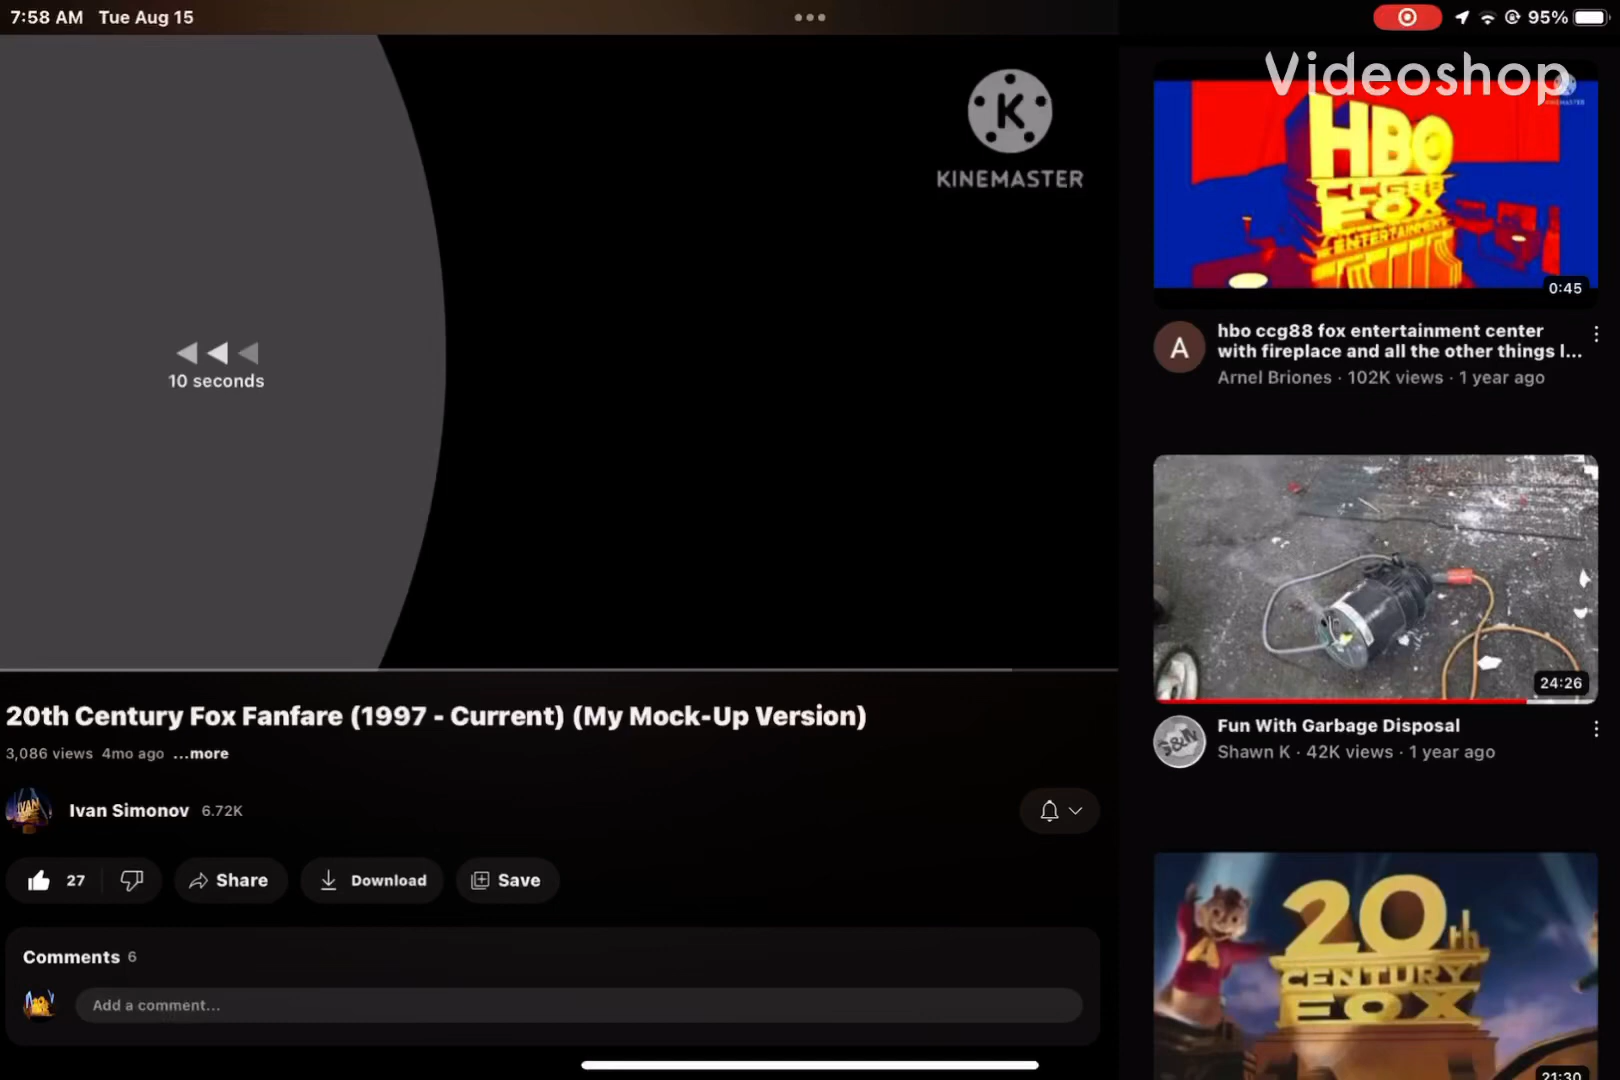 7:58 AM Tue Aug 15
95%
Videoshop
K
KINEMASTER
10 seconds
20th Century Fox Fanfare (1997 - Current) (My Mock-Up Version)
3,086 views 4mo ago ...more
Ivan Simonov 6.72K
27
Share
Download
Save
Comments 6
Add a comment...
HBO
CCG88
FOX
ENTERTAINMENT
0:45
A
hbo ccg88 fox entertainment center
with fireplace and all the other things I...
Arnel Briones · 102K views · 1 year ago
24:26
S&N
Fun With Garbage Disposal
Shawn K · 42K views · 1 year ago
20th
CENTURY
FOX
21:30